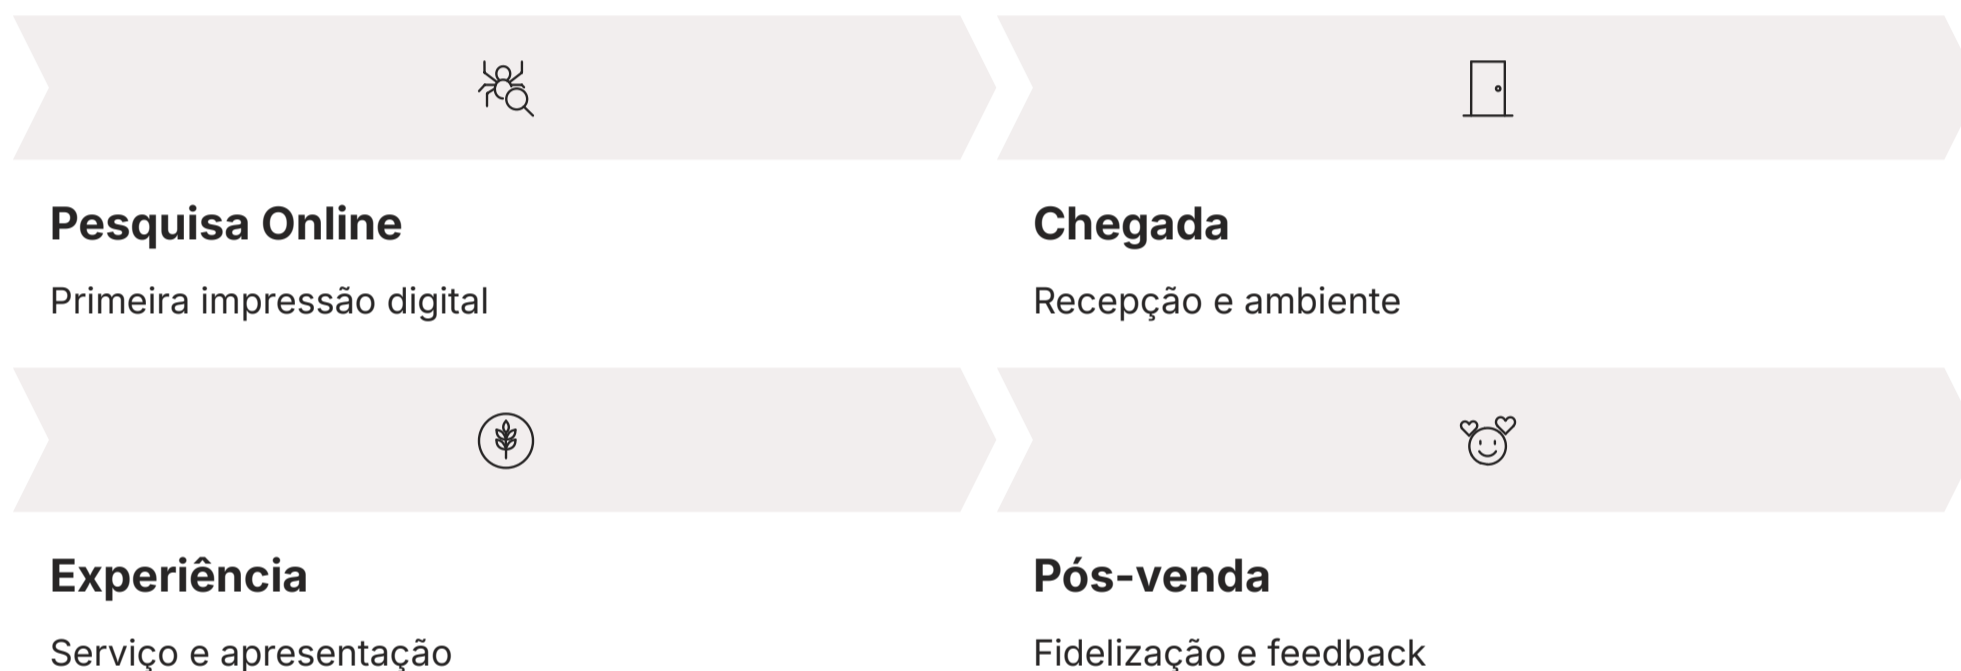 Pesquisa Online
Primeira impressão digital
Chegada
Recepção e ambiente
Experiência
Serviço e apresentação
Pós-venda
Fidelização e feedback